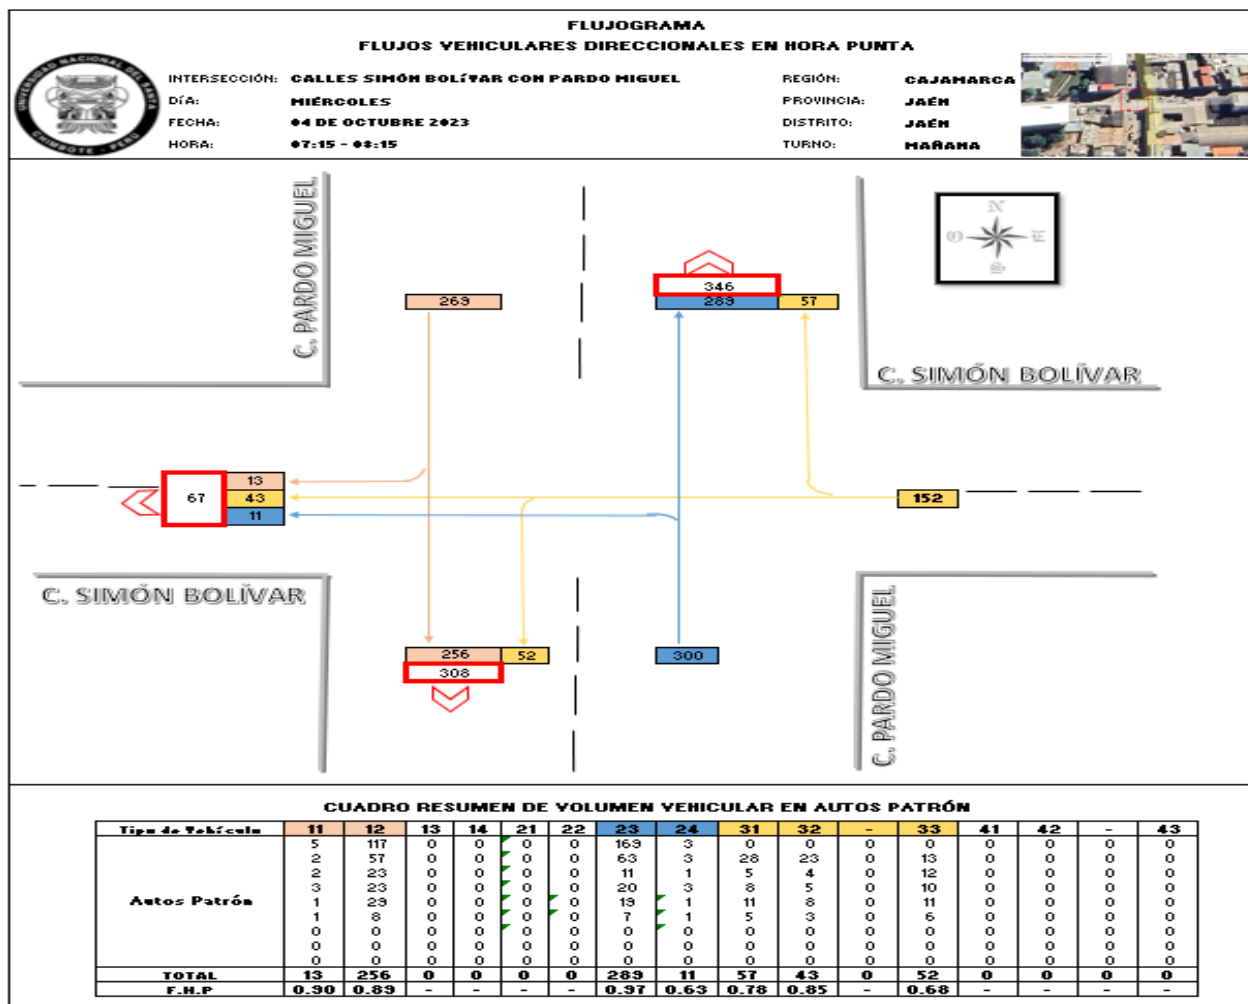 FLUJOGRAMA
FLUJOS VEHICULARES DIRECCIONALES EN HORA PUNTA
UNIVERSIDAD NACIONAL DEL SANTA
CHIMBOTE - PERU
INTERSECCIÓN: CALLES SIMÓN BOLÍVAR CON PARDO MIGUEL REGIÓN: CAJAMARCA
DÍA: MIÉRCOLES PROVINCIA: JAÉN
FECHA: 04 DE OCTUBRE 2023 DISTRITO: JAÉN
HORA: 07:15 - 08:15 TURNO: MAÑANA
C. PARDO MIGUEL
N
O E
S
346
269 289 57
C. SIMÓN BOLÍVAR
13
67 43 152
11
C. SIMÓN BOLÍVAR
C. PARDO MIGUEL
256 52 300
308
CUADRO RESUMEN DE VOLUMEN VEHICULAR EN AUTOS PATRÓN
Tipo de Vehículo 11 12 13 14 21 22 23 24 31 32 - 33 41 42 - 43
5 117 0 0 0 0 169 3 0 0 0 0 0 0 0 0
2 57 0 0 0 0 63 3 28 23 0 13 0 0 0 0
2 23 0 0 0 0 11 1 5 4 0 12 0 0 0 0
3 23 0 0 0 0 20 3 8 5 0 10 0 0 0 0
Autos Patrón 1 29 0 0 0 0 19 1 11 8 0 11 0 0 0 0
1 8 0 0 0 0 7 1 5 3 0 6 0 0 0 0
0 0 0 0 0 0 0 0 0 0 0 0 0 0 0 0
0 0 0 0 0 0 0 0 0 0 0 0 0 0 0 0
0 0 0 0 0 0 0 0 0 0 0 0 0 0 0 0
TOTAL 13 256 0 0 0 0 289 11 57 43 0 52 0 0 0 0
F.H.P 0.90 0.89 - - - - 0.97 0.63 0.78 0.85 - 0.68 - - - -